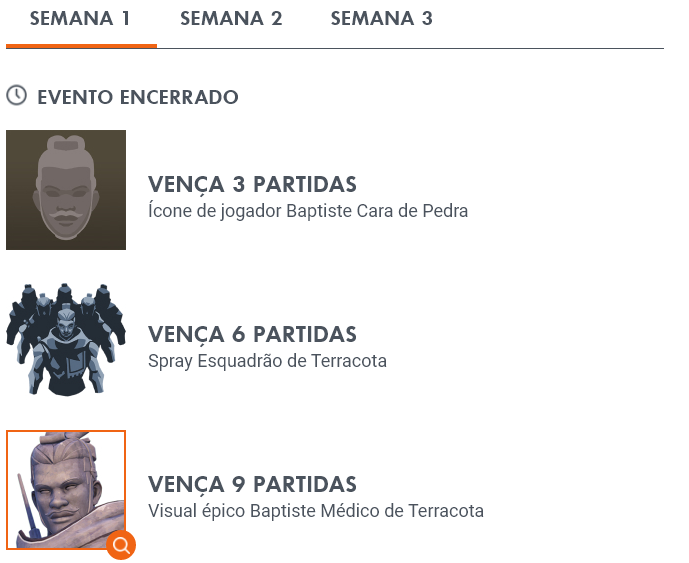 SEMANA 1
SEMANA 2
SEMANA 3
EVENTO ENCERRADO
VENÇA 3 PARTIDAS
Ícone de jogador Baptiste Cara de Pedra
VENÇA 6 PARTIDAS
Spray Esquadrão de Terracota
VENÇA 9 PARTIDAS
Visual épico Baptiste Médico de Terracota